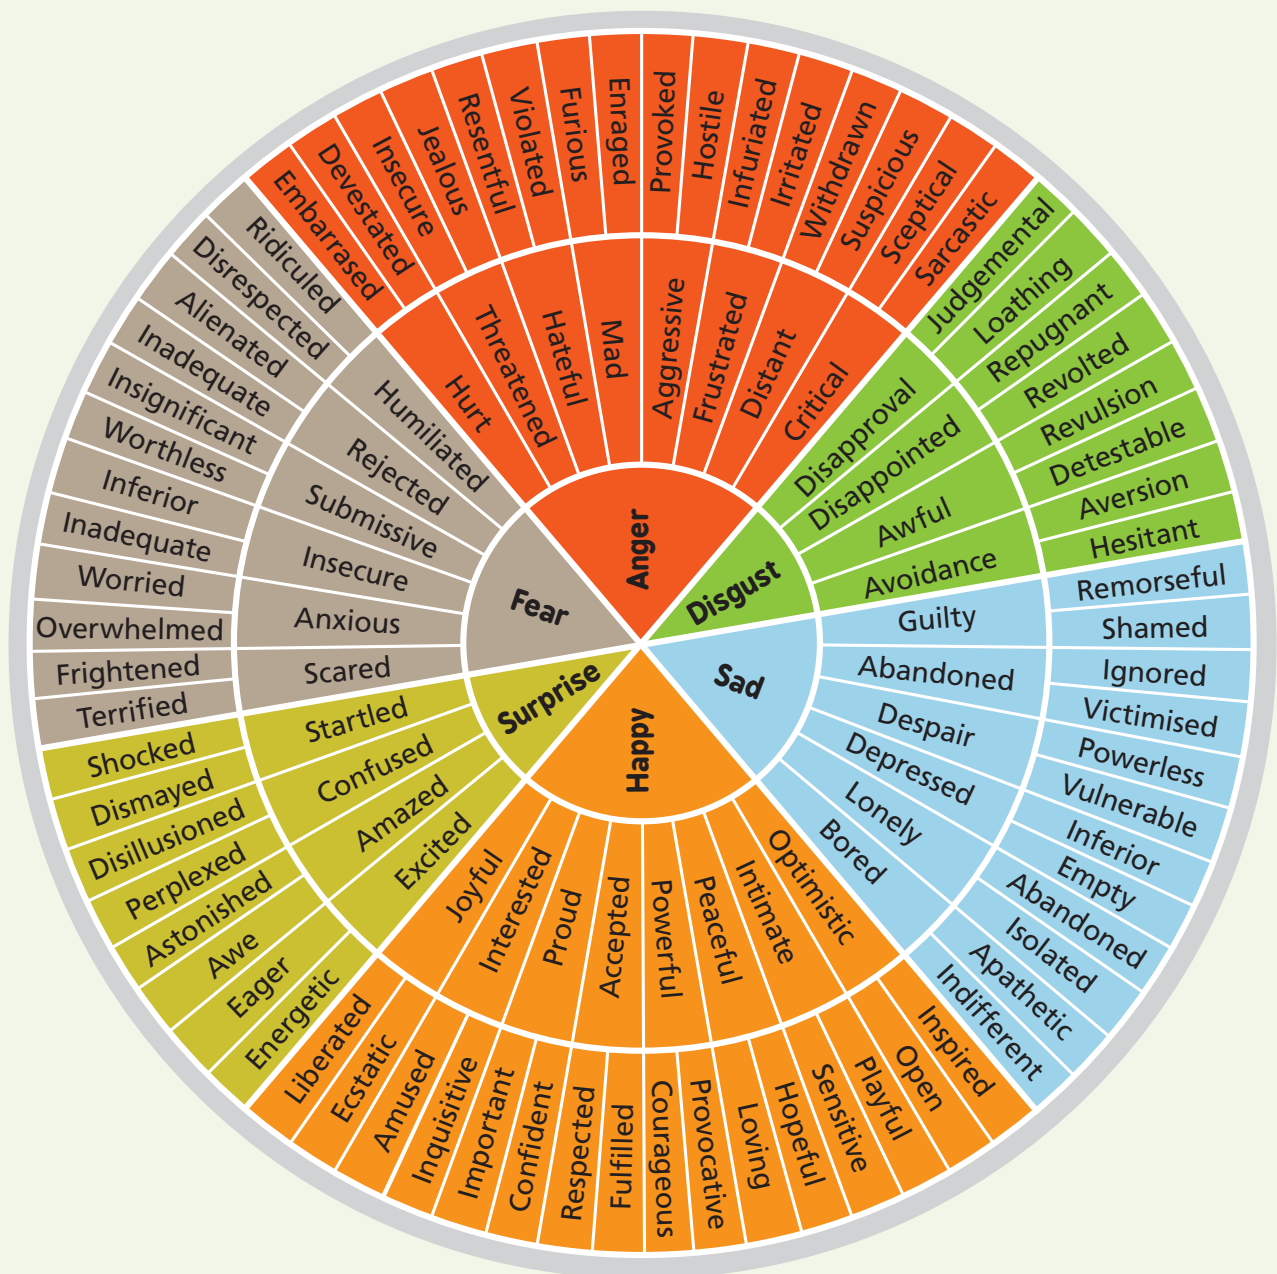 Anger
Disgust
Sad
Happy
Surprise
Fear
Hurt
Threatened
Hateful
Mad
Aggressive
Frustrated
Distant
Critical
Disapproval
Disappointed
Awful
Avoidance
Guilty
Abandoned
Despair
Depressed
Lonely
Bored
Optimistic
Intimate
Peaceful
Powerful
Accepted
Proud
Interested
Joyful
Excited
Amazed
Confused
Startled
Scared
Anxious
Insecure
Submissive
Rejected
Humiliated
Embarrased
Devestated
Insecure
Jealous
Resentful
Violated
Furious
Enraged
Provoked
Hostile
Infuriated
Irritated
Withdrawn
Suspicious
Sceptical
Sarcastic
Judgemental
Loathing
Repugnant
Revolted
Revulsion
Detestable
Aversion
Hesitant
Remorseful
Shamed
Ignored
Victimised
Powerless
Vulnerable
Inferior
Empty
Abandoned
Isolated
Apathetic
Indifferent
Inspired
Open
Playful
Sensitive
Hopeful
Loving
Provocative
Courageous
Fulfilled
Respected
Confident
Important
Inquisitive
Amused
Ecstatic
Liberated
Energetic
Eager
Awe
Astonished
Perplexed
Disillusioned
Dismayed
Shocked
Terrified
Frightened
Overwhelmed
Worried
Inadequate
Inferior
Worthless
Insignificant
Inadequate
Alienated
Disrespected
Ridiculed